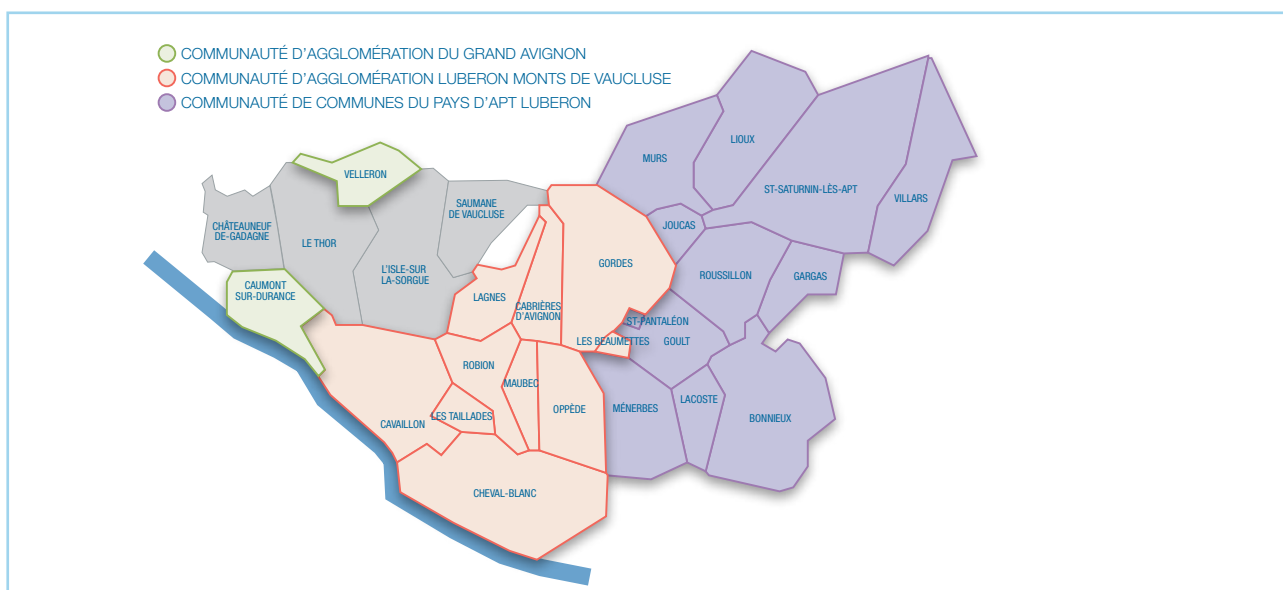 COMMUNAUTÉ D’AGGLOMÉRATION DU GRAND AVIGNON
COMMUNAUTÉ D’AGGLOMÉRATION LUBERON MONTS DE VAUCLUSE
COMMUNAUTÉ DE COMMUNES DU PAYS D’APT LUBERON
LIOUX
MURS
VELLERON
ST-SATURNIN-LÈS-APT
VILLARS
SAUMANE
DE VAUCLUSE
CHÂTEAUNEUF
DE-GADAGNE
JOUCAS
LE THOR
GORDES
L'ISLE-SUR
LA-SORGUE
ROUSSILLON
GARGAS
CAUMONT
SUR-DURANCE
LAGNES
CABRIÈRES
D'AVIGNON
ST-PANTALÉON
LES BEAUMETTES
GOULT
ROBION
MAUBEC
LES TAILLADES
OPPÈDE
MÉNERBES
LACOSTE
BONNIEUX
CAVAILLON
CHEVAL-BLANC